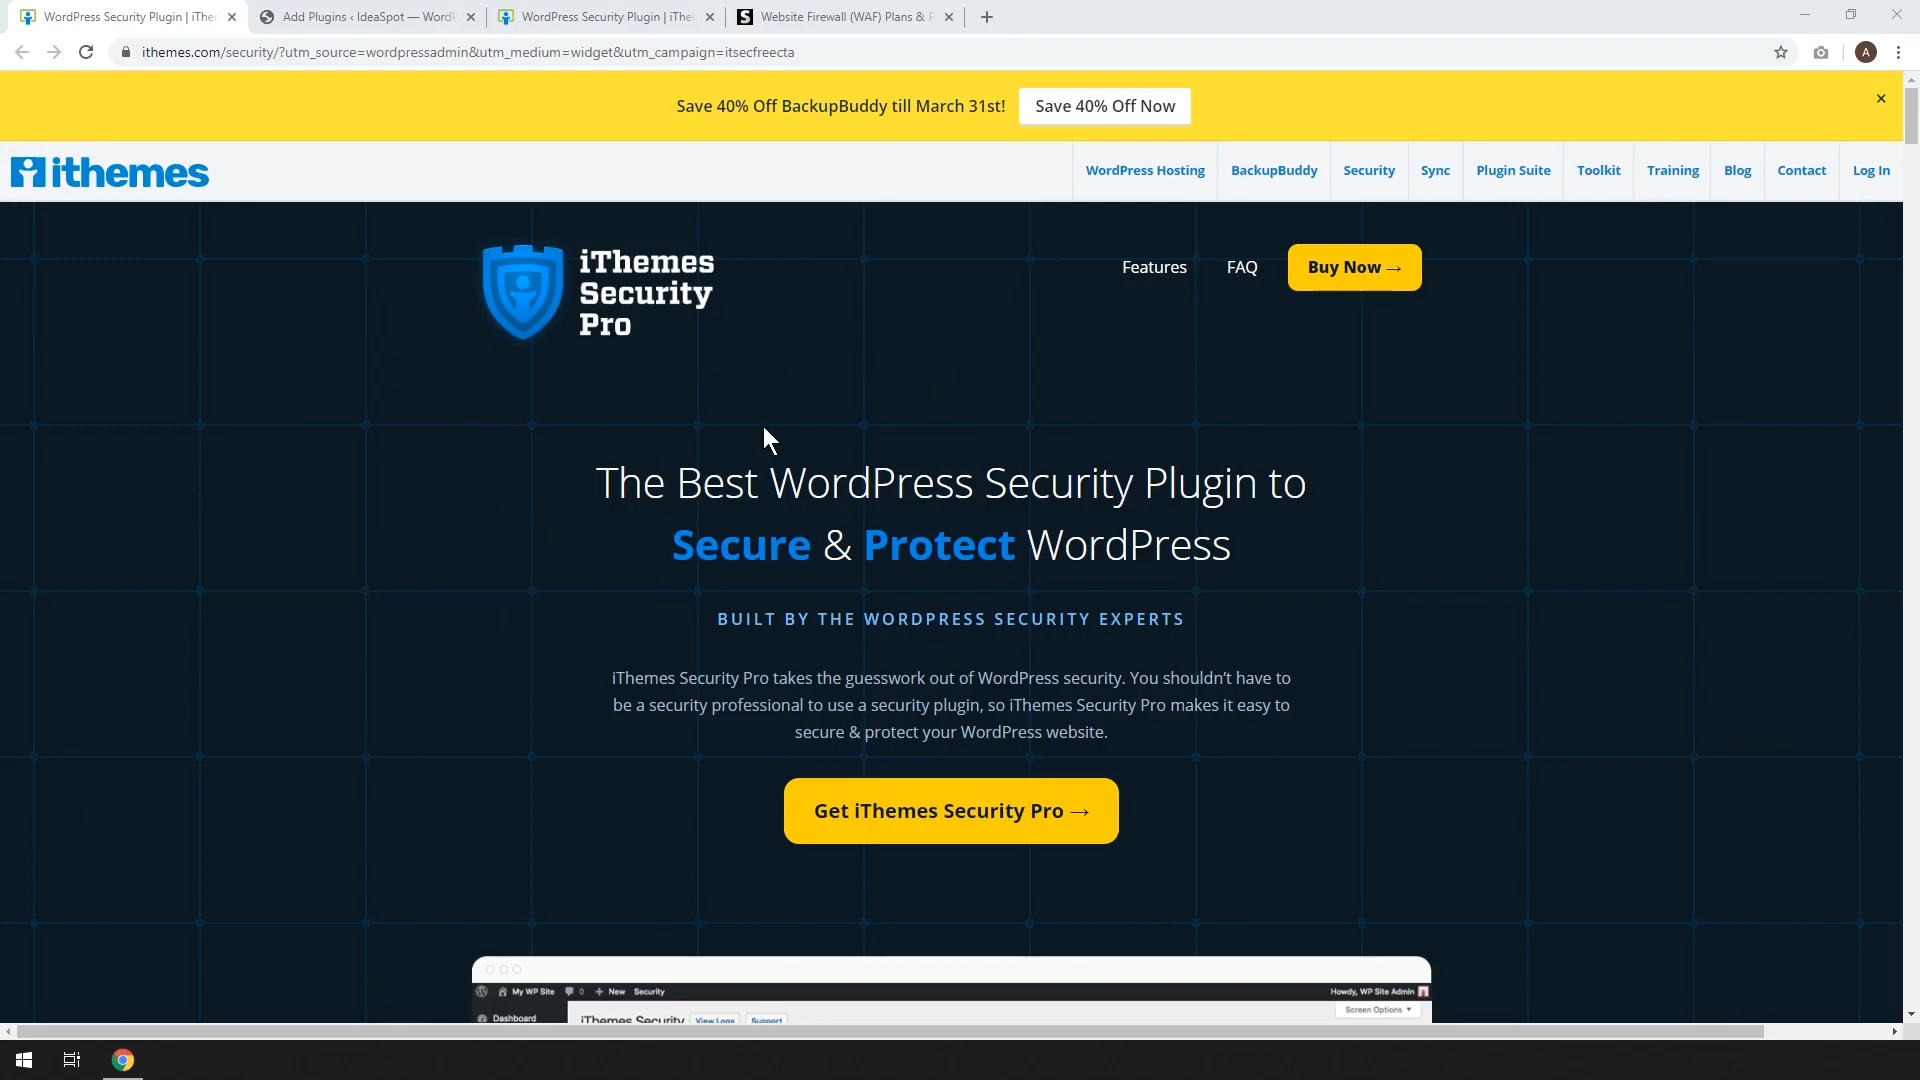 WordPress Security Plugin | iThe
Add Plugins ‹ IdeaSpot — WordP
WordPress Security Plugin | iThe
Website Firewall (WAF) Plans & P
ithemes.com/security/?utm_source=wordpressadmin&utm_medium=widget&utm_campaign=itsecfreecta
A
Save 40% Off BackupBuddy till March 31st!
Save 40% Off Now
ithemes
WordPress Hosting
BackupBuddy
Security
Sync
Plugin Suite
Toolkit
Training
Blog
Contact
Log In
iThemes
Security
Pro
Features
FAQ
Buy Now →
The Best WordPress Security Plugin to
Secure & Protect WordPress
BUILT BY THE WORDPRESS SECURITY EXPERTS
iThemes Security Pro takes the guesswork out of WordPress security. You shouldn’t have to
be a security professional to use a security plugin, so iThemes Security Pro makes it easy to
secure & protect your WordPress website.
Get iThemes Security Pro →
My WP Site
0
New
Security
Howdy, WP Site Admin
Dashboard
iThemes Security
View Logs
Support
Screen Options ▼